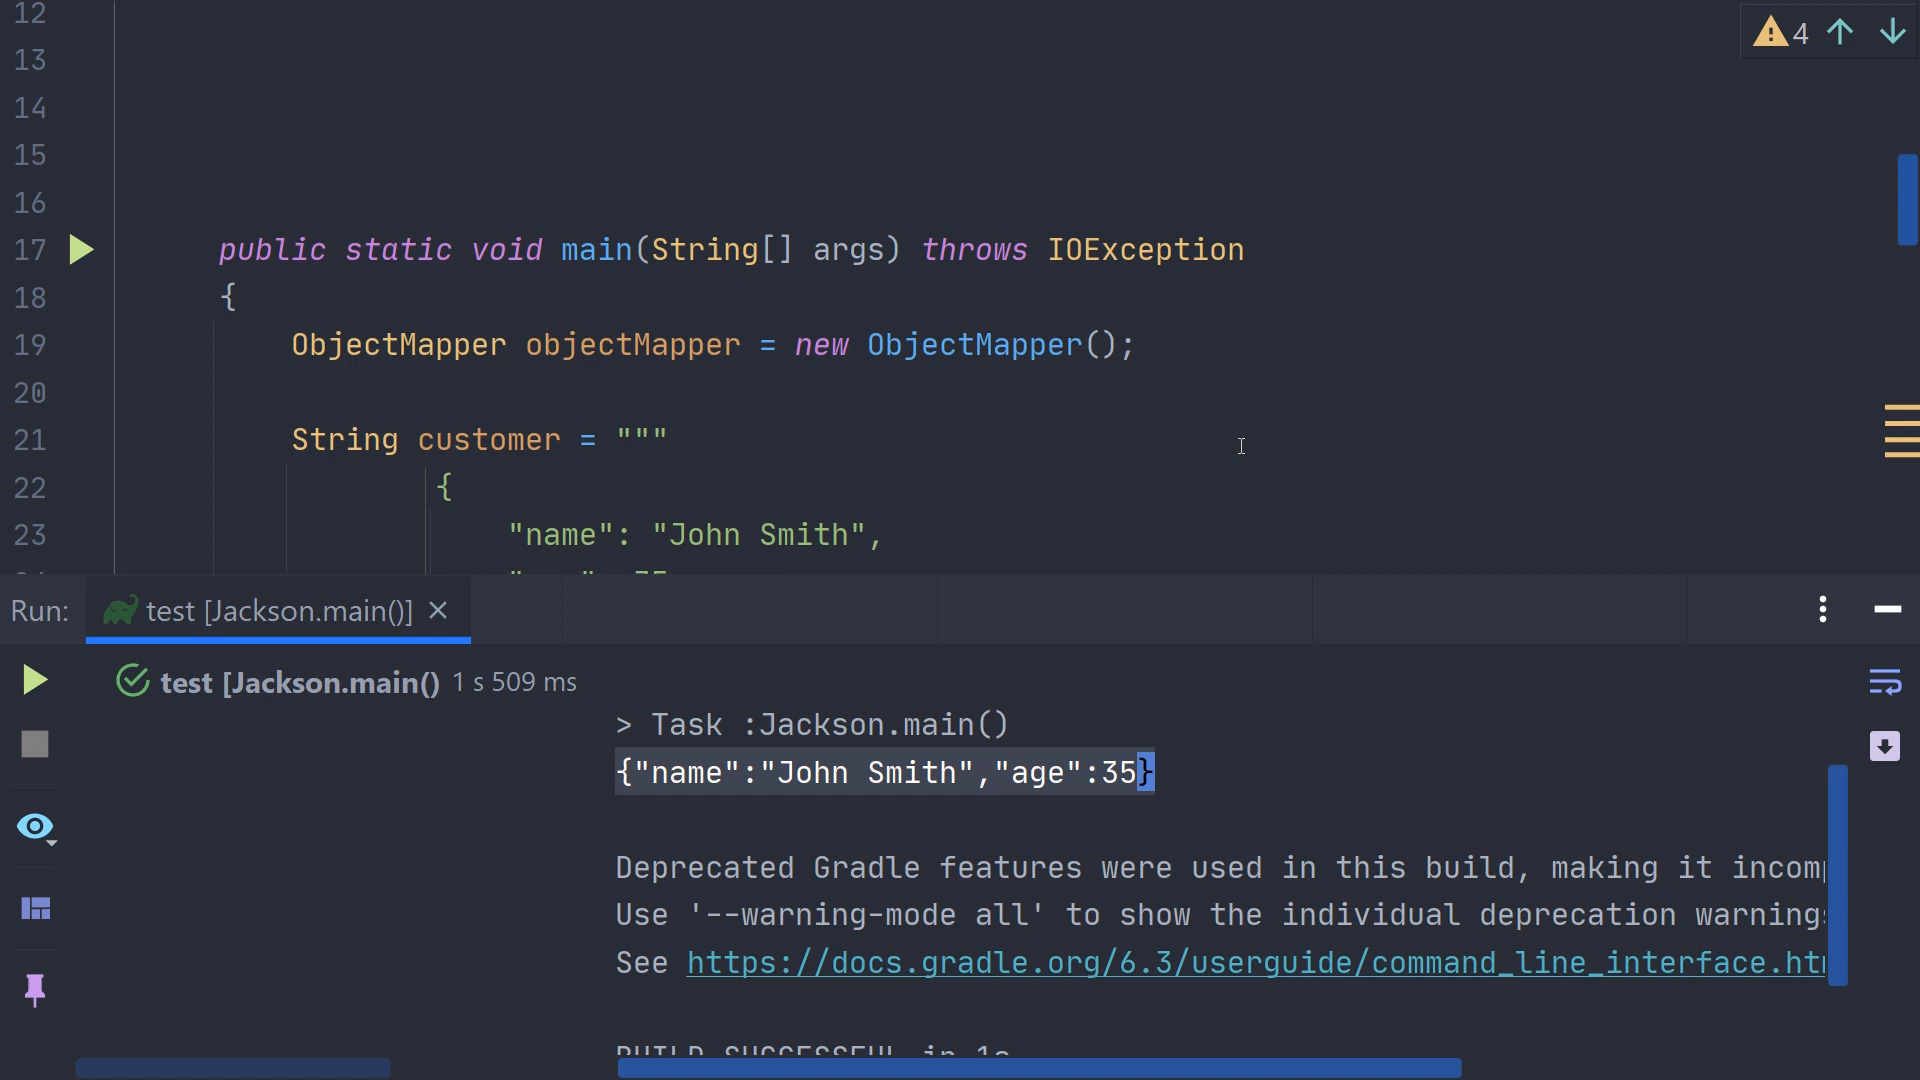 12
4
13
14
15
16
17 public static void main(String[] args) throws IOException
18 {
19 ObjectMapper objectMapper = new ObjectMapper();
20
21 String customer = """
22 {
23 "name": "John Smith",
Run: test [Jackson.main()]
test [Jackson.main() 1 s 509 ms
> Task :Jackson.main()
{"name":"John Smith","age":35}
Deprecated Gradle features were used in this build, making it
Use '--warning-mode all' to show the individual deprecation
See https://docs.gradle.org/6.3/userguide/command_line_interface.
BUILD SUCCESSFUL in 1s